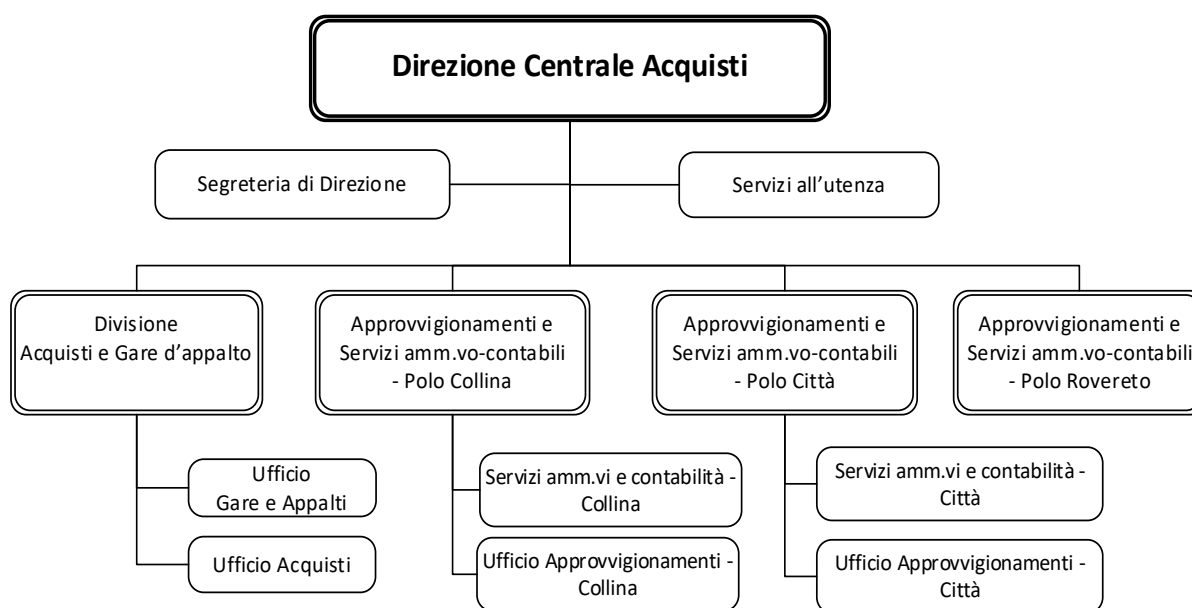 Direzione Centrale Acquisti
Segreteria di Direzione
Servizi all’utenza
Divisione
Acquisti e Gare d’appalto
Approvvigionamenti e
Servizi amm.vo-contabili
- Polo Collina
Approvvigionamenti e
Servizi amm.vo-contabili
- Polo Città
Approvvigionamenti e
Servizi amm.vo-contabili
- Polo Rovereto
Ufficio
Gare e Appalti
Ufficio Acquisti
Servizi amm.vi e contabilità -
Collina
Ufficio Approvvigionamenti -
Collina
Servizi amm.vi e contabilità -
Città
Ufficio Approvvigionamenti -
Città